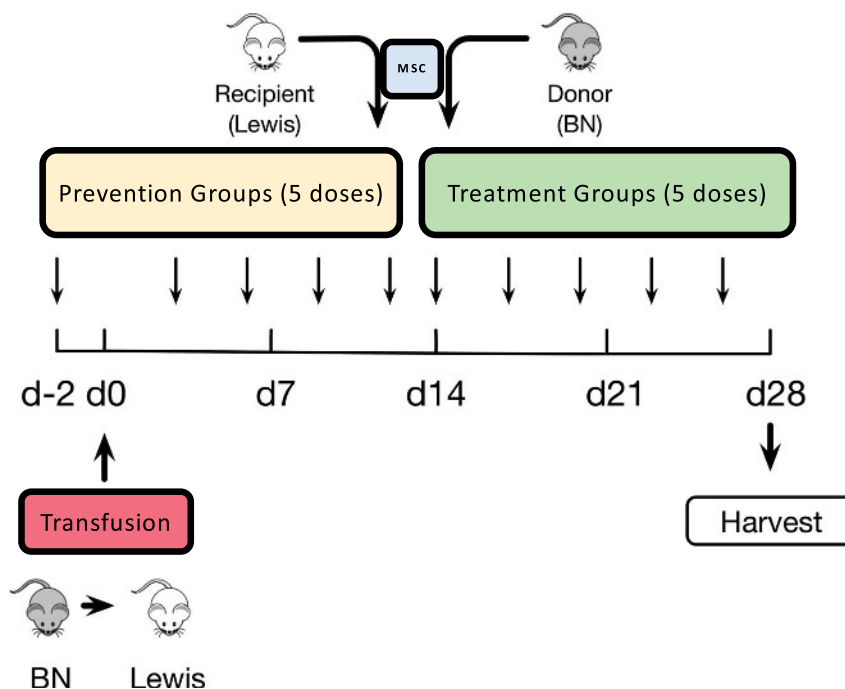 MSC
Recipient
(Lewis)
Donor
(BN)
Prevention Groups (5 doses)
Treatment Groups (5 doses)
d-2 d0 d7 d14 d21 d28
Transfusion
Harvest
BN Lewis